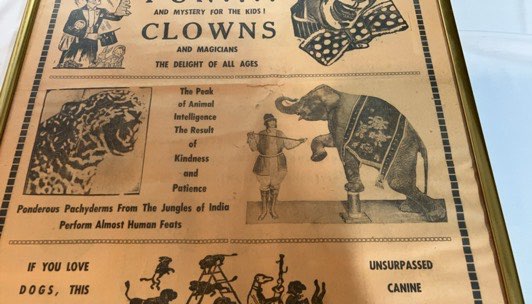 AND MYSTERY FOR THE KIDS!
CLOWNS
AND MAGICIANS
THE DELIGHT OF ALL AGES
The Peak
of Animal
Intelligence
The Result
of
Kindness
and
Patience
Ponderous Pachyderms From The Jungles of India
Perform Almost Human Feats
IF YOU LOVE
DOGS, THIS
UNSURPASSED
CANINE